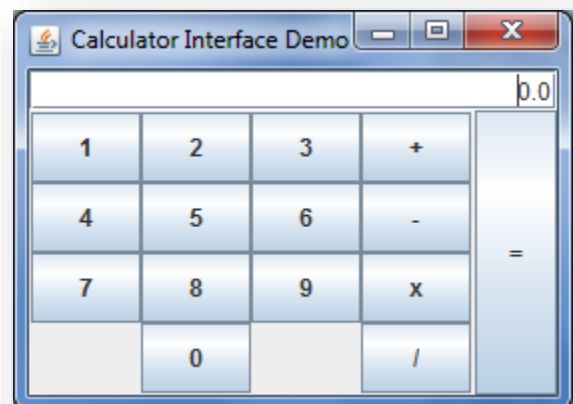 Calculator Interface Demo
0.0
1 2 3 +
4 5 6 -
=
7 8 9 x
0 /